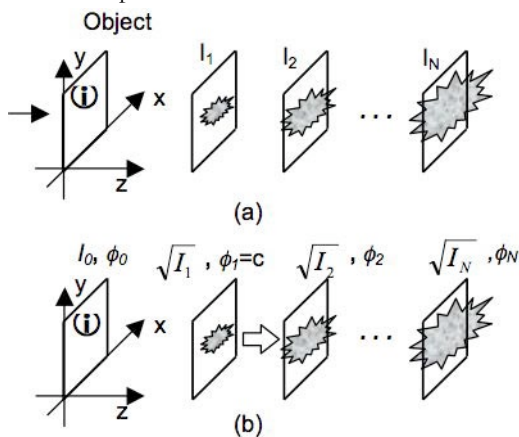 Object
y
(i)
x
z
I1
I2
...
IN
(a)
I0, ϕ0
√I1 , ϕ1=c
√I2 , ϕ2
√IN , ϕN
y
(i)
x
z
...
(b)